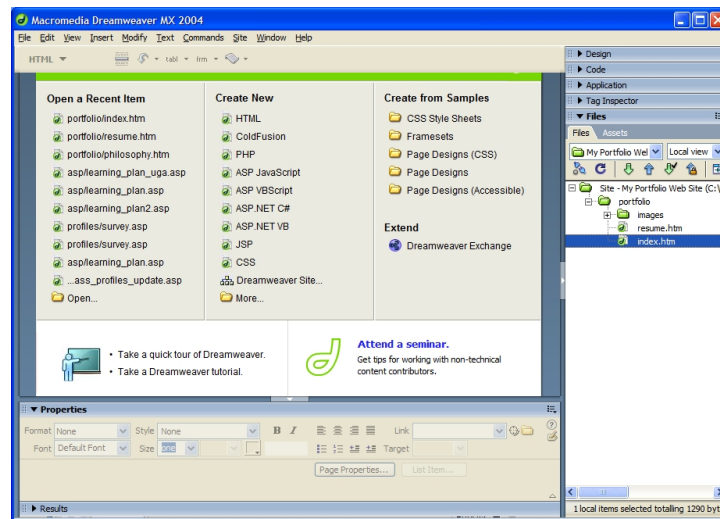 Macromedia Dreamweaver MX 2004
File Edit View Insert Modify Text Commands Site Window Help
HTML tabl frm
Open a Recent Item
portfolio/index.htm
portfolio/resume.htm
portfolio/philosophy.htm
asp/learning_plan_uga.asp
asp/learning_plan.asp
asp/learning_plan2.asp
profiles/survey.asp
profiles/survey.asp
asp/learning_plan.asp
...ass_profiles_update.asp
Open...
Create New
HTML
ColdFusion
PHP
ASP JavaScript
ASP VBScript
ASP.NET C#
ASP.NET VB
JSP
CSS
Dreamweaver Site...
More...
Create from Samples
CSS Style Sheets
Framesets
Page Designs (CSS)
Page Designs
Page Designs (Accessible)
Extend
Dreamweaver Exchange
• Take a quick tour of Dreamweaver.
• Take a Dreamweaver tutorial.
Attend a seminar.
Get tips for working with non-technical
content contributors.
Properties
Format None Style None B I Link
Font Default Font Size Target
Page Properties... List Item...
Results
Design
Code
Application
Tag Inspector
Files
Files Assets
My Portfolio Wel Local view
Site - My Portfolio Web Site (C:\
portfolio
images
resume.htm
index.htm
1 local items selected totalling 1290 byt